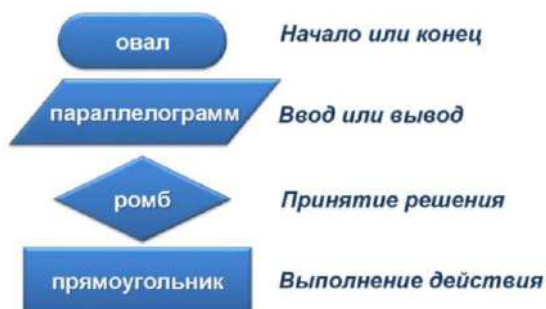 овал
Начало или конец
параллелограмм
Ввод или вывод
ромб
Принятие решения
прямоугольник
Выполнение действия